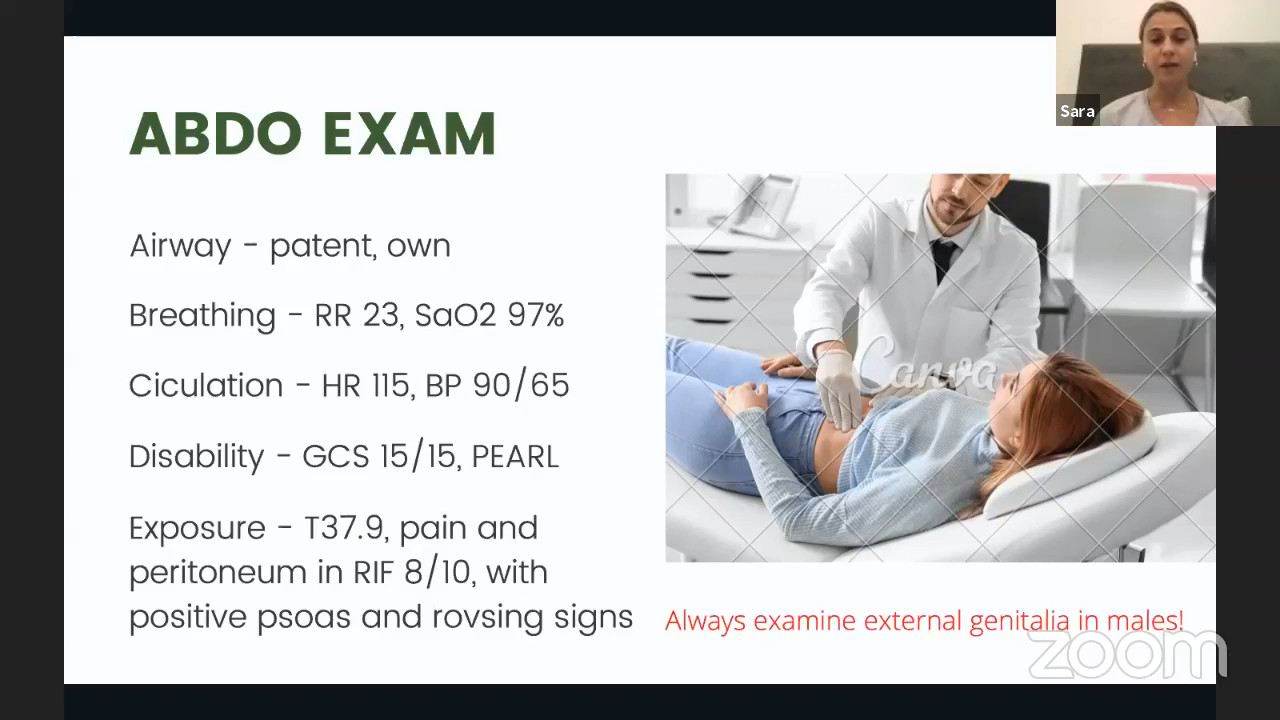 Sara
ABDO EXAM
Airway - patent, own
Breathing - RR 23, SaO2 97%
Ciculation - HR 115, BP 90/65
Disability - GCS 15/15, PEARL
Exposure - T37.9, pain and
peritoneum in RIF 8/10, with
positive psoas and rovsing signs
Canva
Always examine external genitalia in males!
zoom